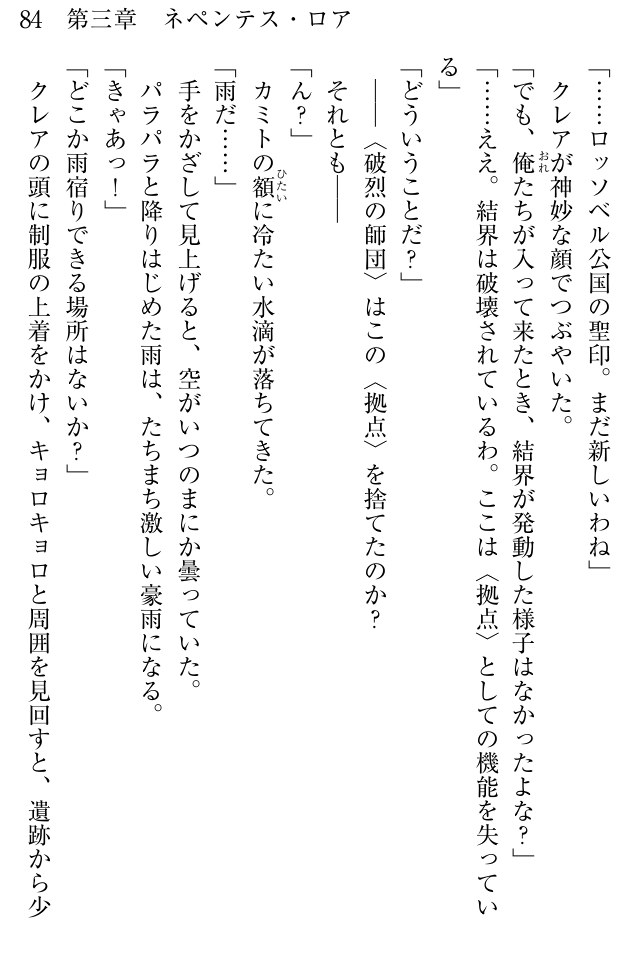 84 第三章 ネペンテス・ロア
「……ロッソベル公国の聖印。まだ新しいわね」
クレアが神妙な顔でつぶやいた。
「でも、俺たちが入って来たとき、結界が発動した様子はなかったよな?」
おれ
「……ええ。結界は破壊されているわ。ここは〈拠点〉としての機能を失ってい
る」
「どういうことだ?」
――〈破烈の師団〉はこの〈拠点〉を捨てたのか?
それとも――
「ん?」
カミトの額に冷たい水滴が落ちてきた。
ひたい
「雨だ……」
手をかざして見上げると、空がいつのまにか曇っていた。
パラパラと降りはじめた雨は、たちまち激しい豪雨になる。
「きゃあっ!」
「どこか雨宿りできる場所はないか?」
クレアの頭に制服の上着をかけ、キョロキョロと周囲を見回すと、遺跡から少